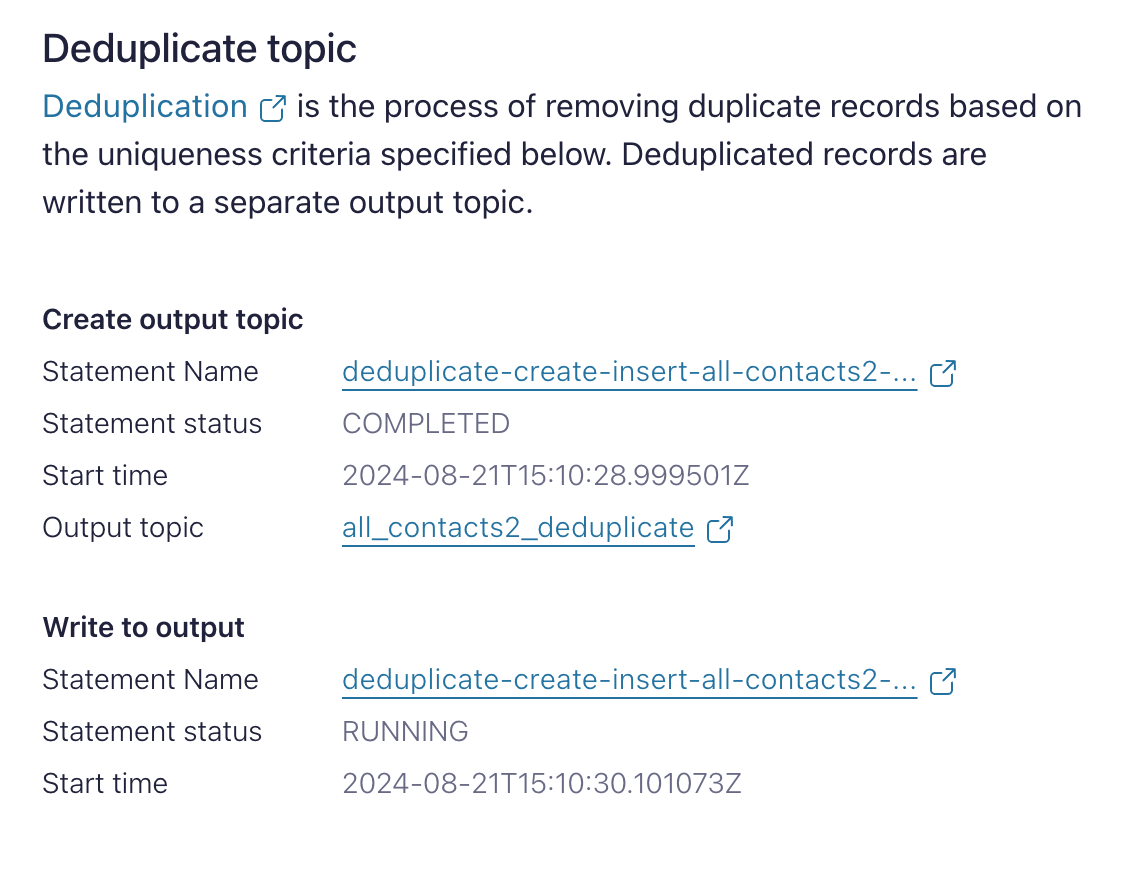 Deduplicate topic
Deduplication is the process of removing duplicate records based on
the uniqueness criteria specified below. Deduplicated records are
written to a separate output topic.
Create output topic
Statement Name deduplicate-create-insert-all-contacts2-...
Statement status COMPLETED
Start time 2024-08-21T15:10:28.999501Z
Output topic all_contacts2_deduplicate
Write to output
Statement Name deduplicate-create-insert-all-contacts2-...
Statement status RUNNING
Start time 2024-08-21T15:10:30.101073Z